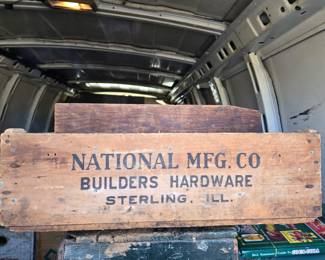 NATIONAL MFG. CO
BUILDERS HARDWARE
STERLING, ILL.